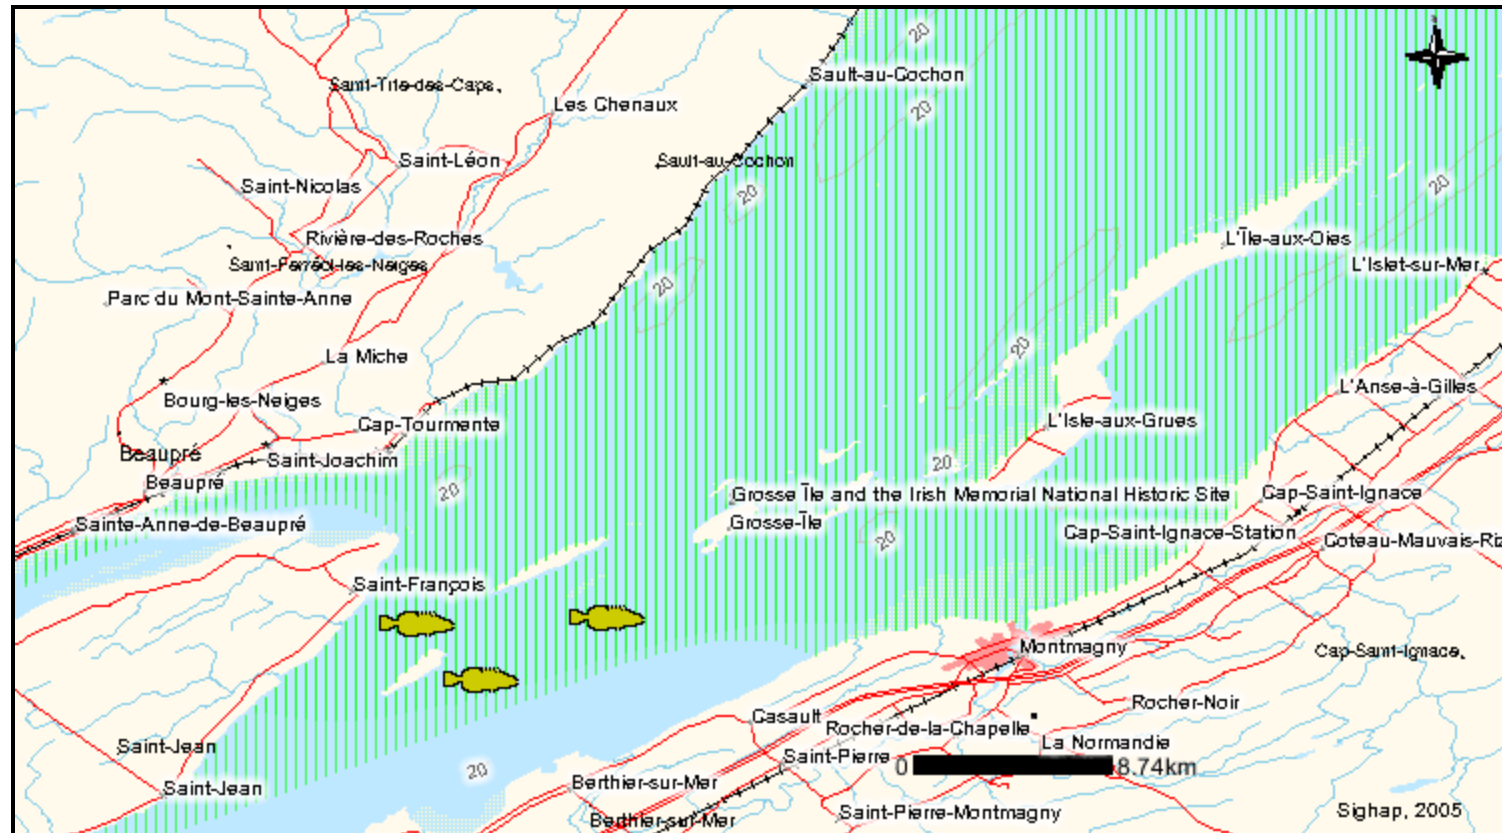 20
Sault-au-Cochon
Saint-Tite-des-Caps
Les Chenaux
20
Saint-Léon
Sault-au-Cochon
Saint-Nicolas
20
20
Rivière-des-Roches
L'Île-aux-Oies
Saint-Ferréol-les-Neiges
L'Islet-sur-Mer
20
20
Parc du Mont-Sainte-Anne
20
La Miche
L'Anse-à-Gilles
Bourg-les-Neiges
Cap-Tourmente
L'Isle-aux-Grues
Beaupré
Saint-Joachim
20
Beaupré
20
Grosse Île and the Irish Memorial National Historic Site
Cap-Saint-Ignace
Sainte-Anne-de-Beaupré
Grosse-Île
Cap-Saint-Ignace-Station
20
Coteau-Mauvais-Riz
Saint-François
Montmagny
Cap-Saint-Ignace
Rocher-Noir
Casault
Rocher-de-la-Chapelle
Saint-Jean
La Normandie
Saint-Pierre
0
8.74km
20
Berthier-sur-Mer
Saint-Jean
Saint-Pierre-Montmagny
Sighap, 2005
Berthier-sur-Mer